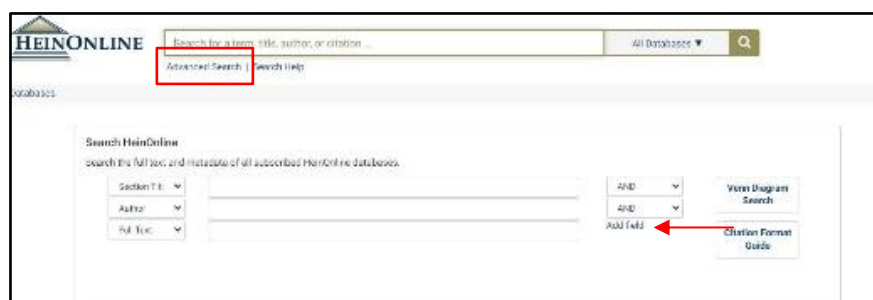 HEINONLINE
Search for a term, title, author, or citation ...
All Databases ▼
Advanced Search | Search Help
Databases
Search HeinOnline
Search the full text and metadata of all subscribed HeinOnline databases.
Section Tit AND
Author AND
Full Text Add field
Venn Diagram
Search
Citation Format
Guide